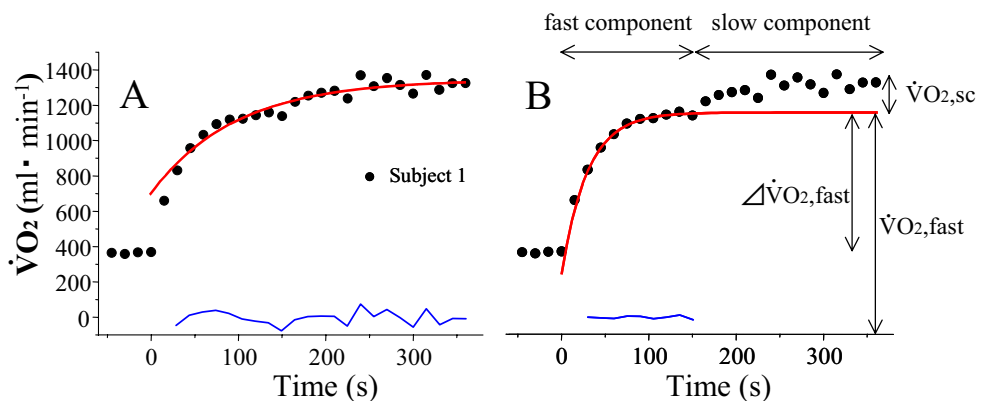 fast component slow component
A
B
V̇O₂ (ml・min⁻¹)
1400
1200
1000
800
600
400
200
0
Subject 1
V̇O₂,sc
⊿V̇O₂,fast
V̇O₂,fast
0 100 200 300
0 100 200 300
Time (s)
Time (s)